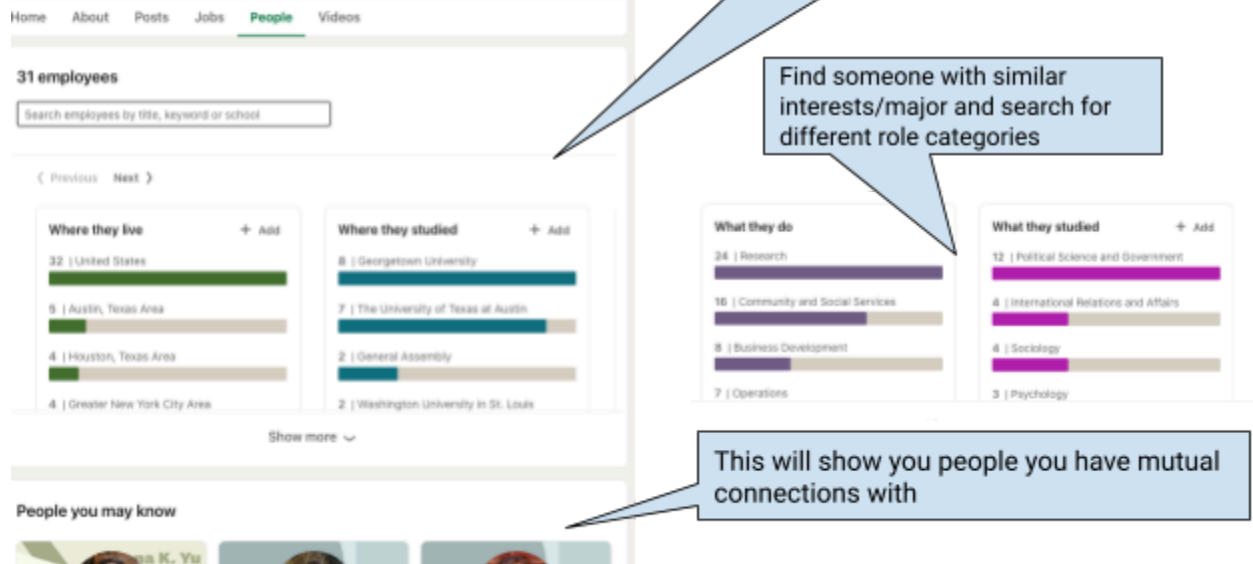 Home About Posts Jobs People Videos
31 employees
Search employees by title, keyword or school
Previous Next
Where they live + Add
32 | United States
5 | Austin, Texas Area
4 | Houston, Texas Area
4 | Greater New York City Area
Where they studied + Add
8 | Georgetown University
7 | The University of Texas at Austin
2 | General Assembly
2 | Washington University in St. Louis
Show more
Find someone with similar
interests/major and search for
different role categories
What they do
24 | Research
16 | Community and Social Services
8 | Business Development
7 | Operations
What they studied + Add
12 | Political Science and Government
4 | International Relations and Affairs
4 | Sociology
3 | Psychology
This will show you people you have mutual
connections with
People you may know
K. Yu